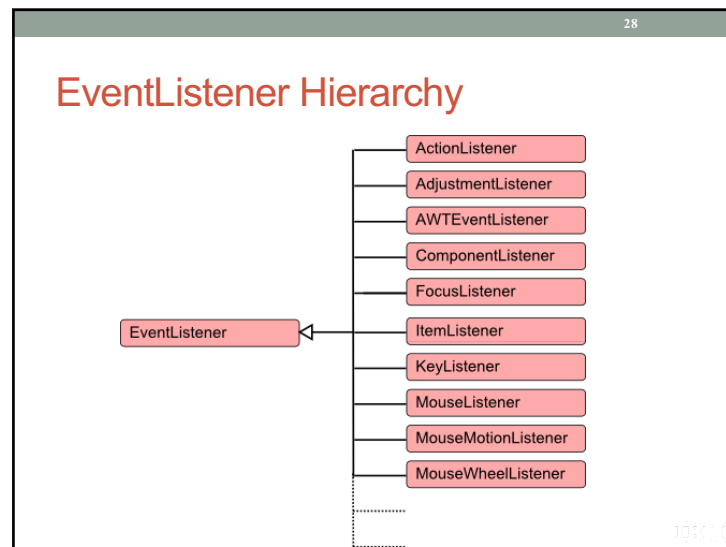 28
EventListener Hierarchy
ActionListener
AdjustmentListener
AWTEventListener
ComponentListener
FocusListener
EventListener
ItemListener
KeyListener
MouseListener
MouseMotionListener
MouseWheelListener